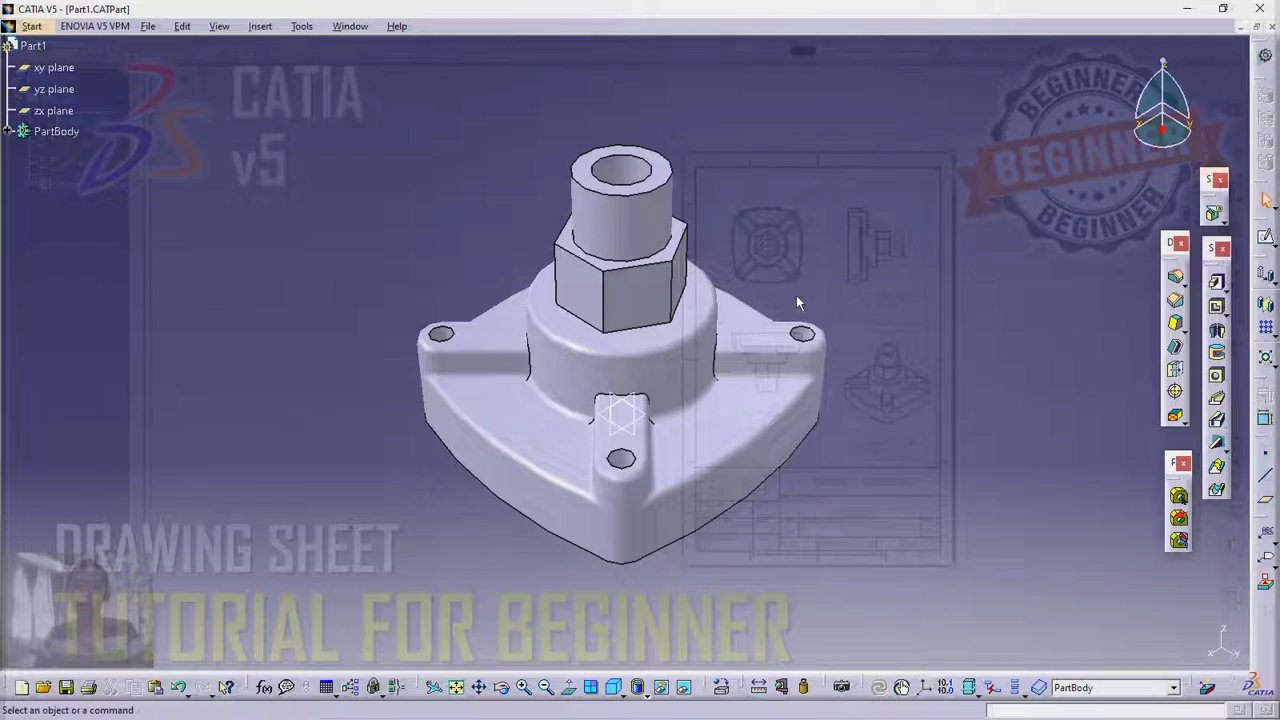 CATIA V5 - [Part1.CATPart]
Start ENOVIA V5 VPM File Edit View Insert Tools Window Help
Part1
xy plane
yz plane
zx plane
PartBody
CATIA
v5
BEGINNER
BEGINNER
BEGINNER
z
x
y
S
D
S
F
DRAWING SHEET
TUTORIAL FOR BEGINNER
z
x
y
PartBody
CATIA
Select an object or a command